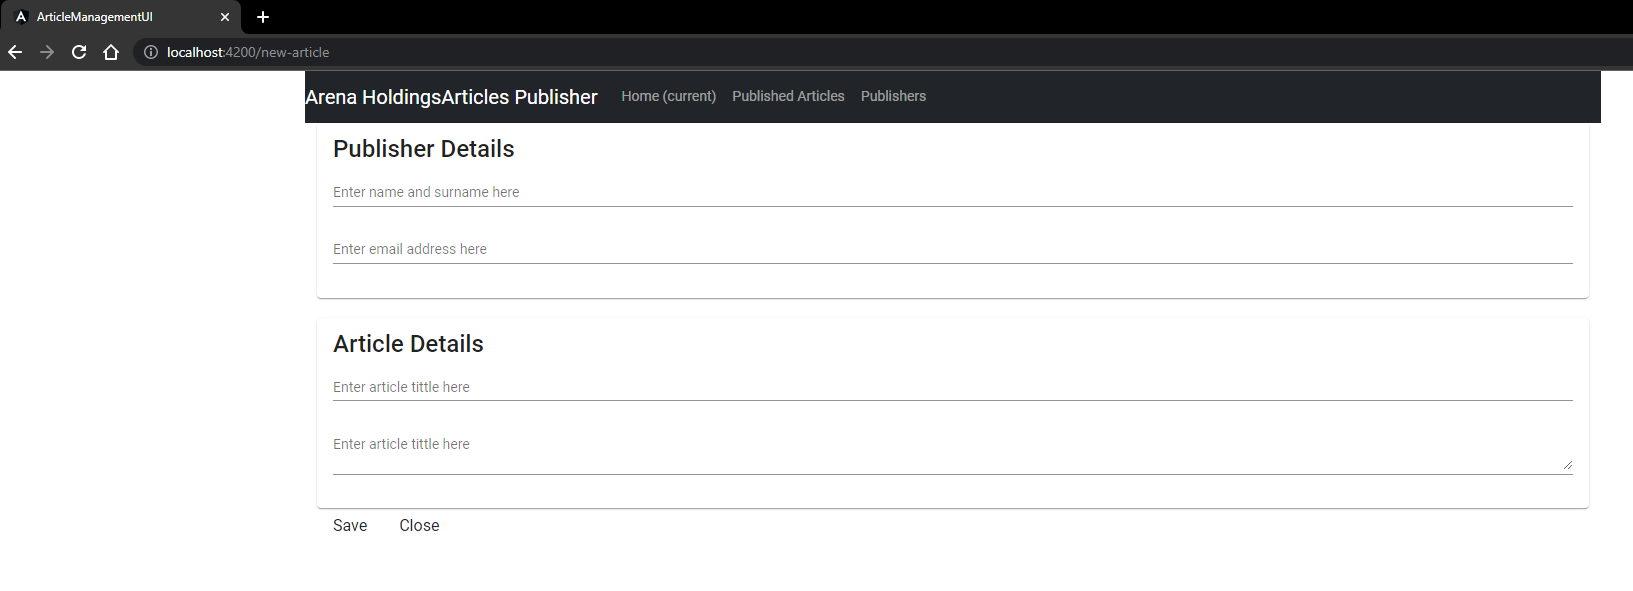 ArticleManagementUI
localhost:4200/new-article
Arena HoldingsArticles Publisher Home (current) Published Articles Publishers
Publisher Details
Enter name and surname here
Enter email address here
Article Details
Enter article tittle here
Enter article tittle here
Save Close